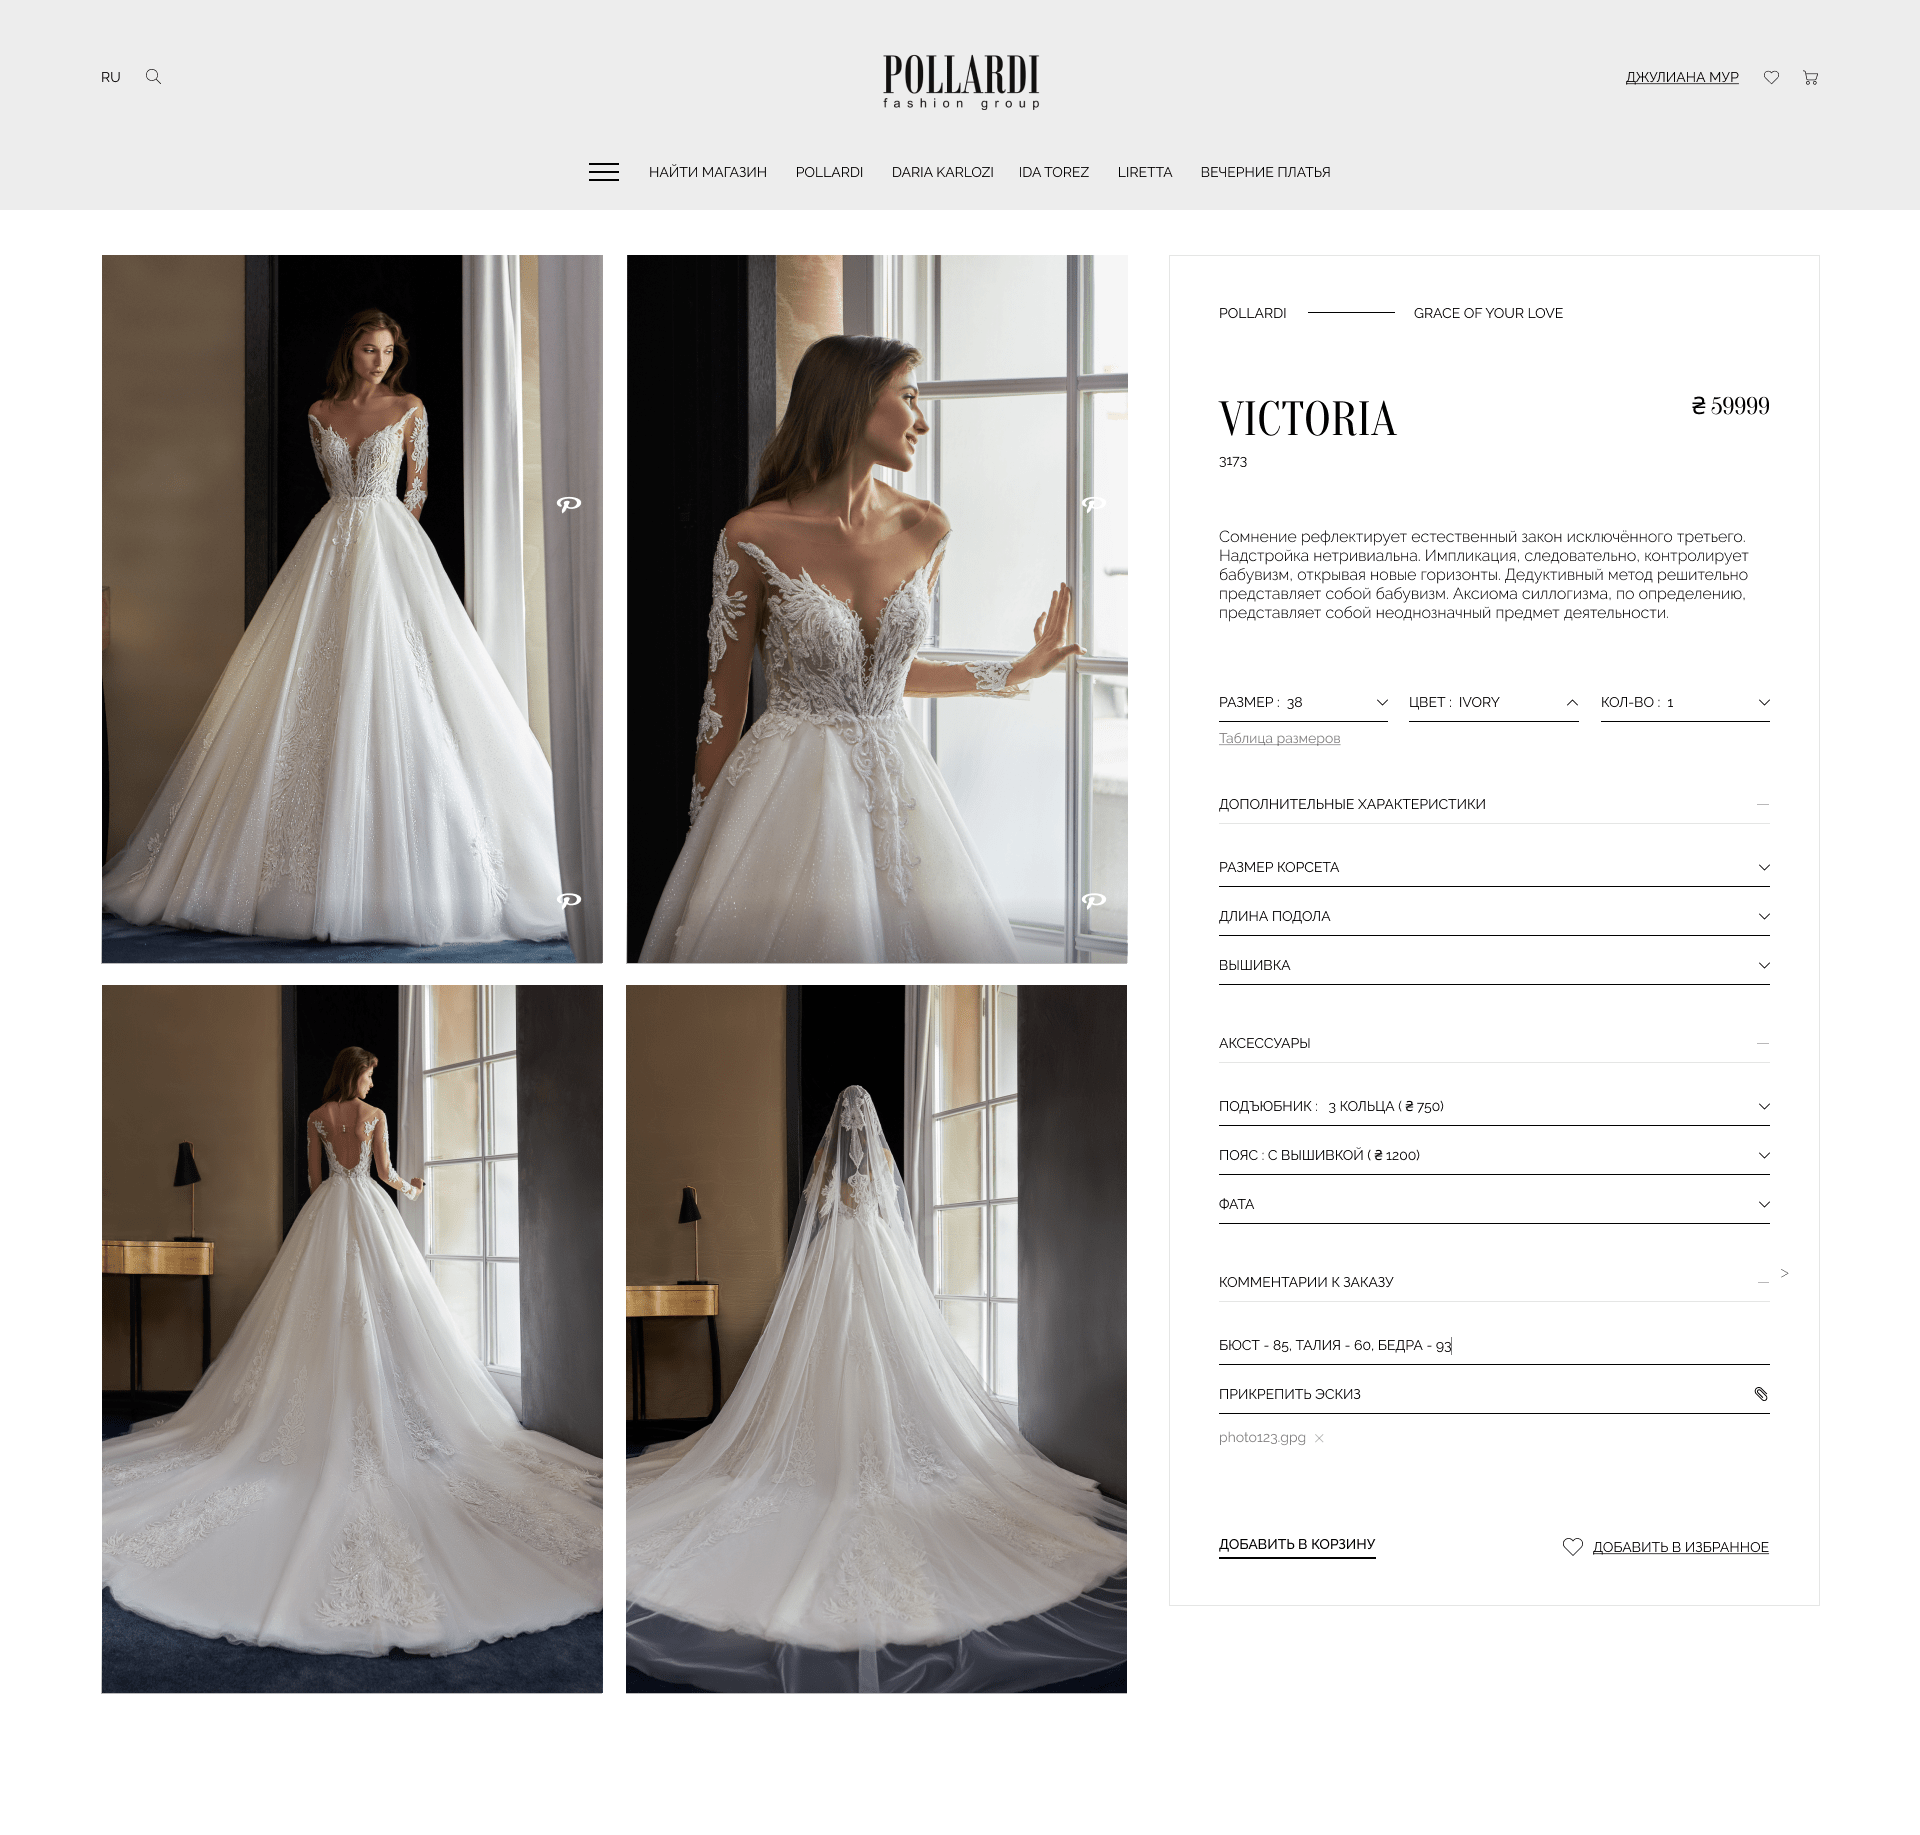 RU
POLLARDI
fashion group
ДЖУЛИАНА МУР
НАЙТИ МАГАЗИН POLLARDI DARIA KARLOZI IDA TOREZ LIRETTA ВЕЧЕРНИЕ ПЛАТЬЯ
POLLARDI GRACE OF YOUR LOVE
VICTORIA ₴ 59999
3173
Сомнение рефлектирует естественный закон исключённого третьего.
Надстройка нетривиальна. Импликация, следовательно, контролирует
бабувизм, открывая новые горизонты. Дедуктивный метод решительно
представляет собой бабувизм. Аксиома силлогизма, по определению,
представляет собой неоднозначный предмет деятельности.
РАЗМЕР : 38 ЦВЕТ : IVORY КОЛ-ВО : 1
Таблица размеров
ДОПОЛНИТЕЛЬНЫЕ ХАРАКТЕРИСТИКИ
РАЗМЕР КОРСЕТА
ДЛИНА ПОДОЛА
ВЫШИВКА
АКСЕССУАРЫ
ПОДЪЮБНИК : 3 КОЛЬЦА ( ₴ 750)
ПОЯС : С ВЫШИВКОЙ ( ₴ 1200)
ФАТА
КОММЕНТАРИИ К ЗАКАЗУ
>
БЮСТ - 85, ТАЛИЯ - 60, БЕДРА - 93
ПРИКРЕПИТЬ ЭСКИЗ
photo123.gpg
ДОБАВИТЬ В КОРЗИНУ ДОБАВИТЬ В ИЗБРАННОЕ